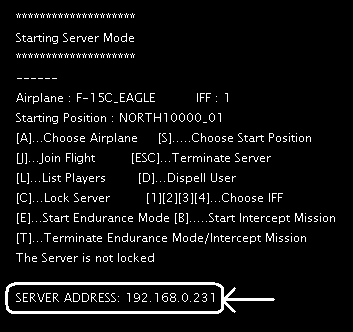 ********************
Starting Server Mode
********************
------
Airplane : F-15C_EAGLE IFF : 1
Starting Position : NORTH10000_01
[A]...Choose Airplane [S].....Choose Start Position
[J]...Join Flight [ESC]...Terminate Server
[L]...List Players [D]...Dispell User
[C]...Lock Server [1][2][3][4]...Choose IFF
[E]...Start Endurance Mode [B].....Start Intercept Mission
[T]...Terminate Endurance Mode/Intercept Mission
The Server is not locked
SERVER ADDRESS: 192.168.0.231